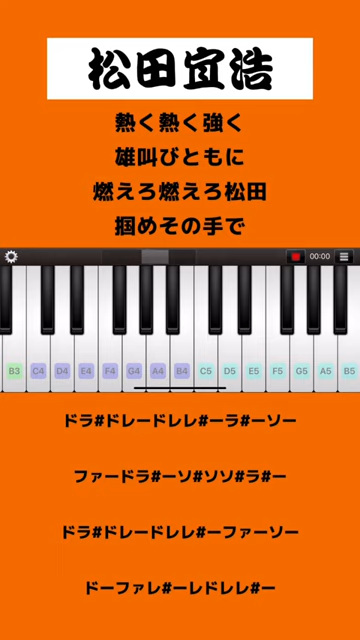 松田宣浩
熱く熱く強く
雄叫びともに
燃えろ燃えろ松田
掴めその手で
00:00
B3 C4 D4 E4 F4 G4 A4 B4 C5 D5 E5 F5 G5 A5 B5
ドラ#ドレードレレ#ーラ#ーソー
ファードラ#ーソ#ソソ#ラ#ー
ドラ#ドレードレレ#ーファーソー
ドーファレ#ーレドレレ#ー